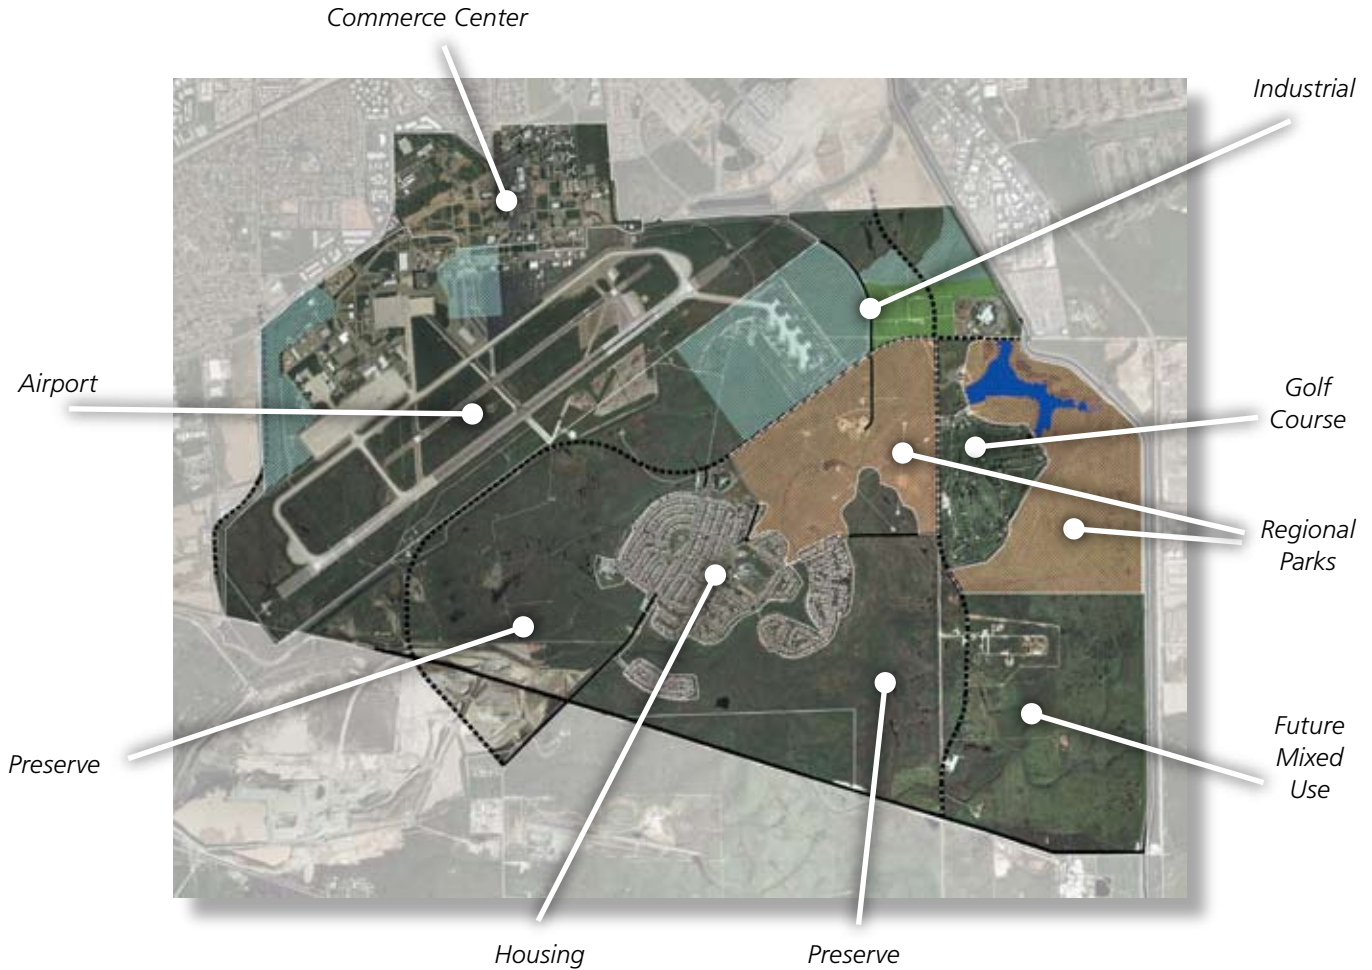 Commerce Center
Industrial
Airport
Golf
Course
Regional
Parks
Future
Mixed
Use
Preserve
Housing
Preserve